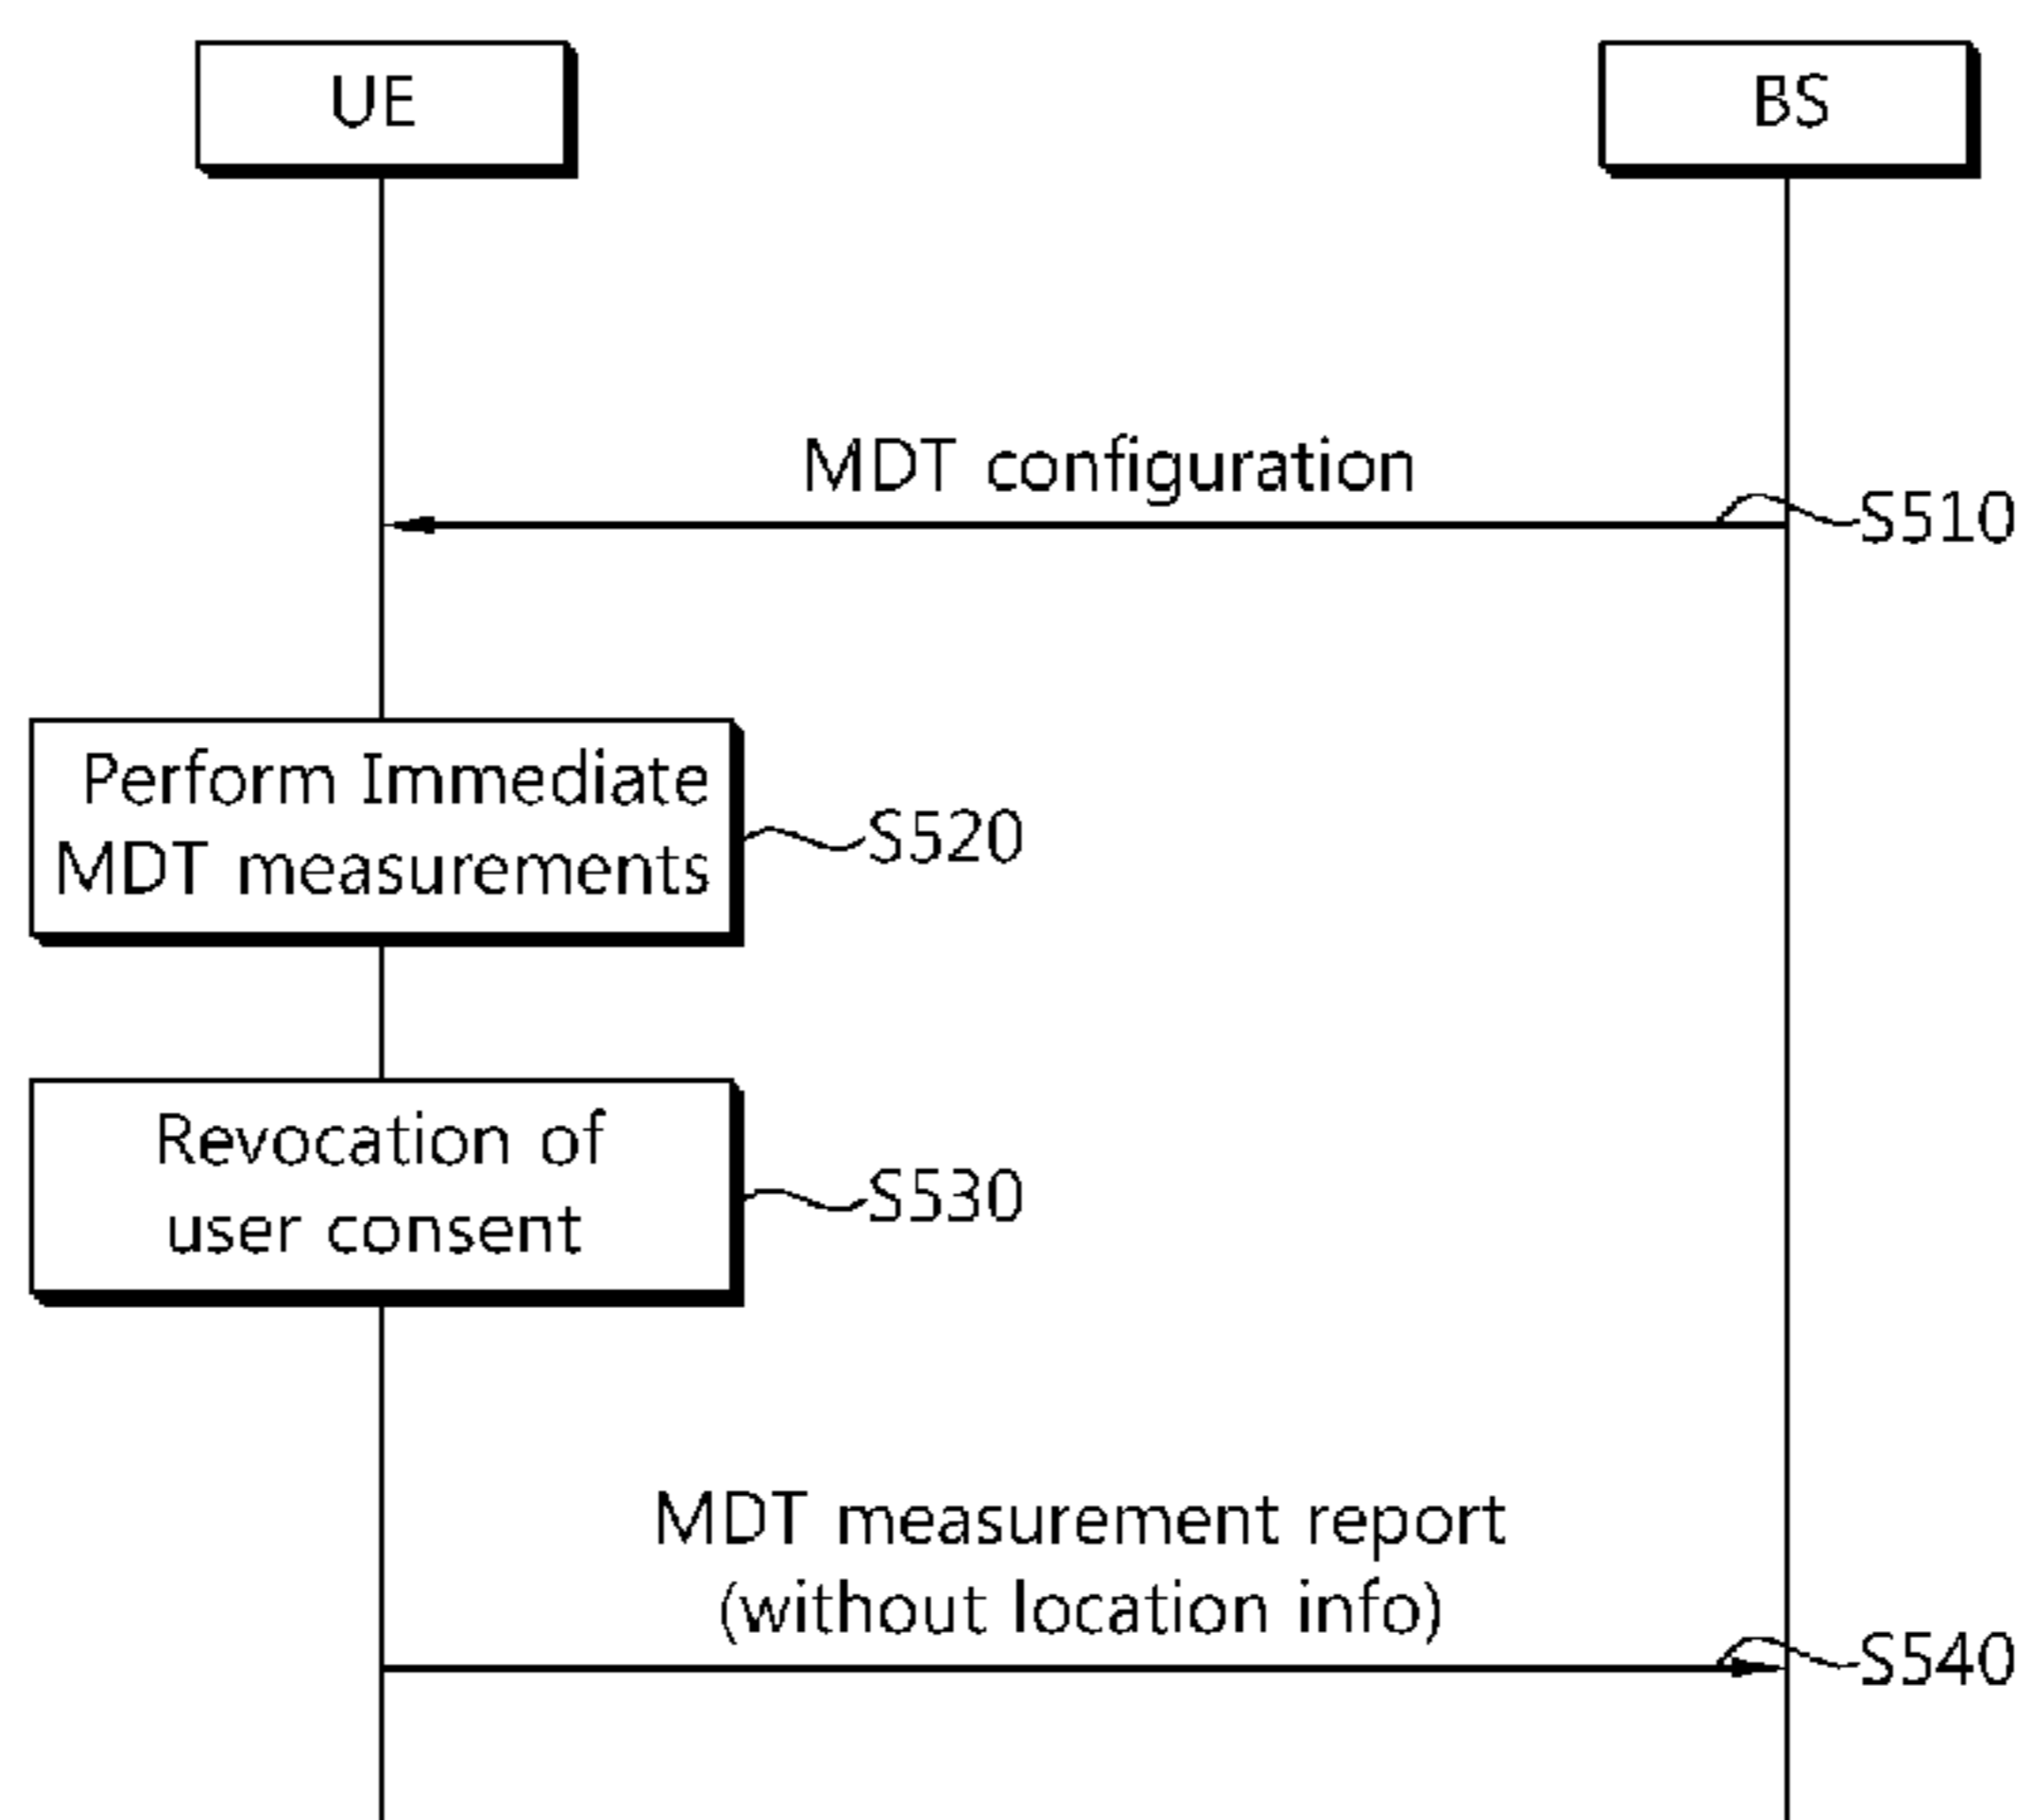 UE
BS
MDT configuration
S510
Perform Immediate
MDT measurements
S520
Revocation of
user consent
S530
MDT measurement report
(without location info)
S540